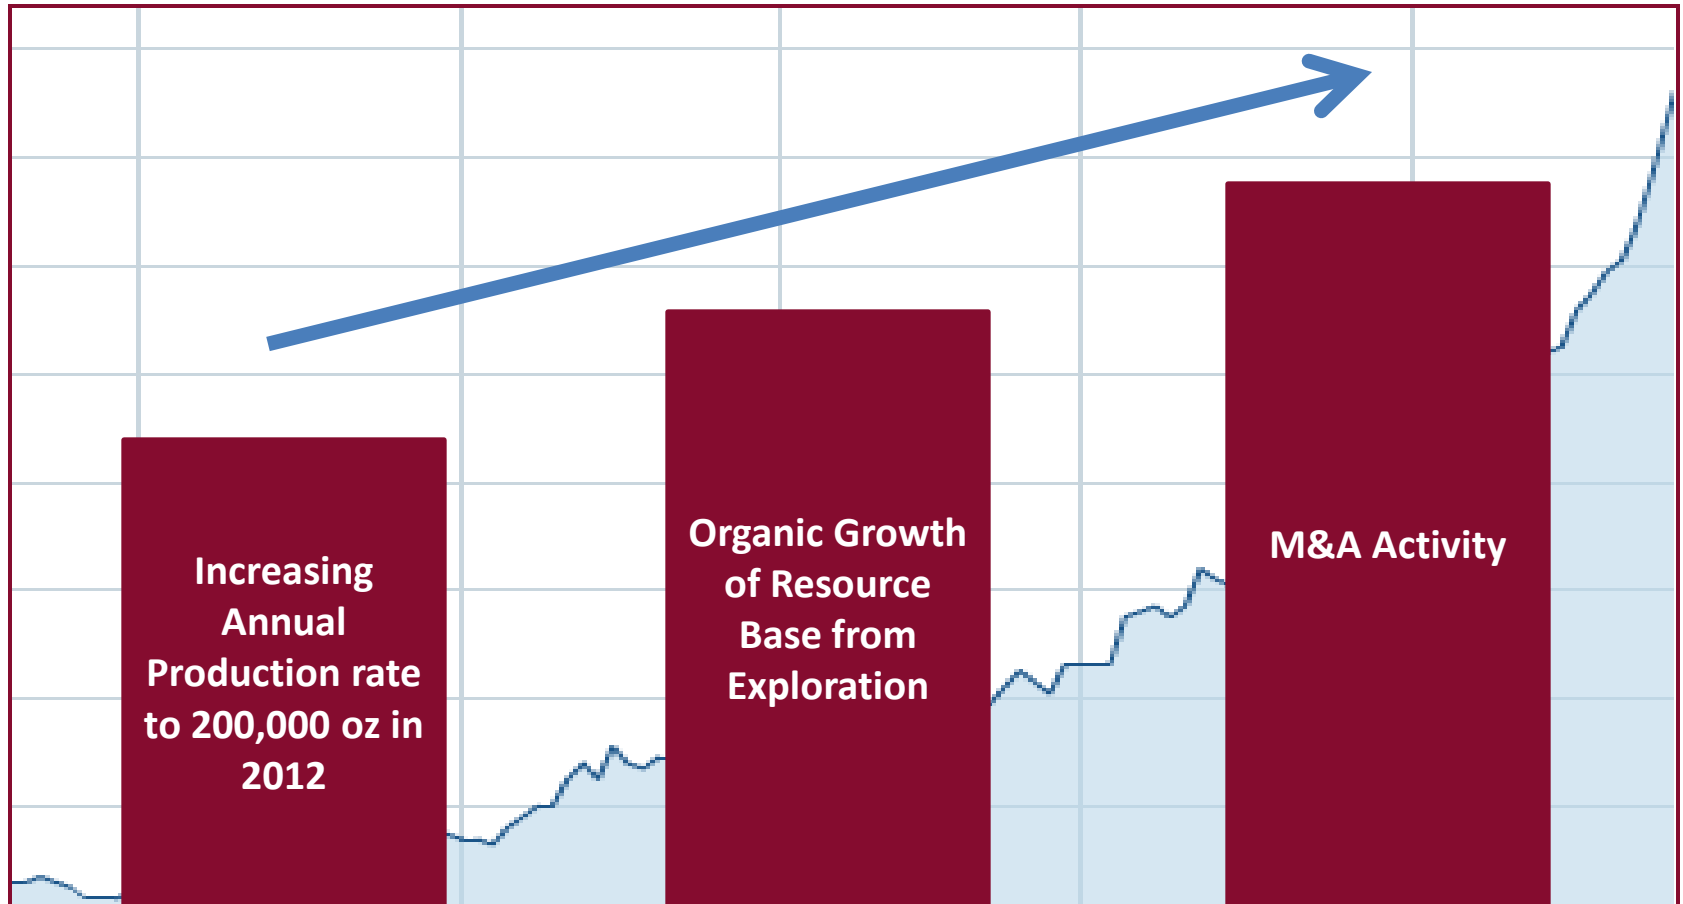 Increasing
Annual
Production rate
to 200,000 oz in
2012
Organic Growth
of Resource
Base from
Exploration
M&A Activity